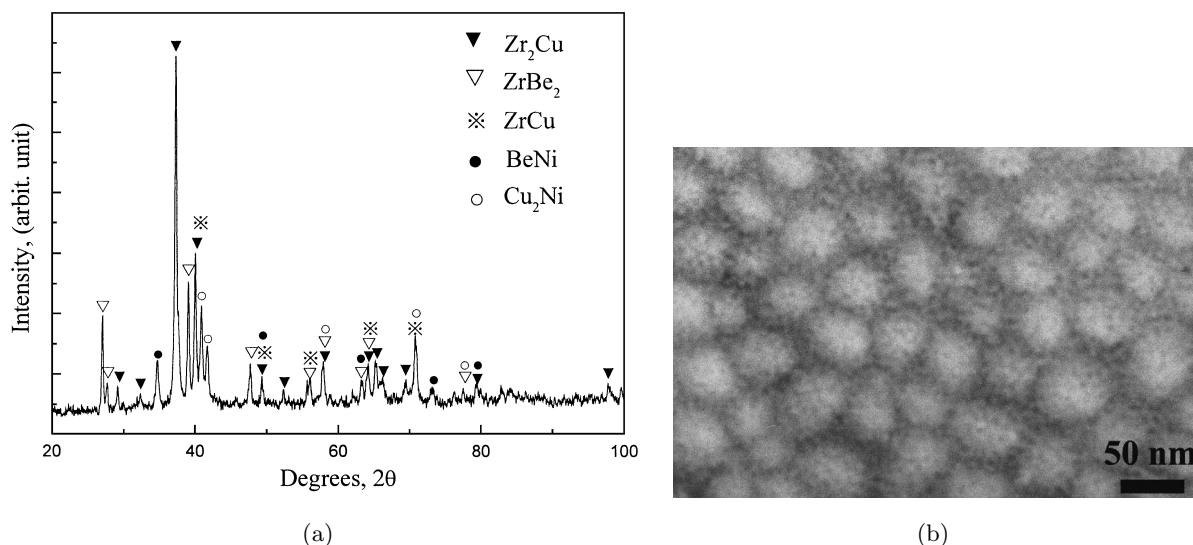 Intensity, (arbit. unit)
Zr₂Cu
ZrBe₂
ZrCu
BeNi
Cu₂Ni
20 40 60 80 100
Degrees, 2θ
50 nm
(a) (b)